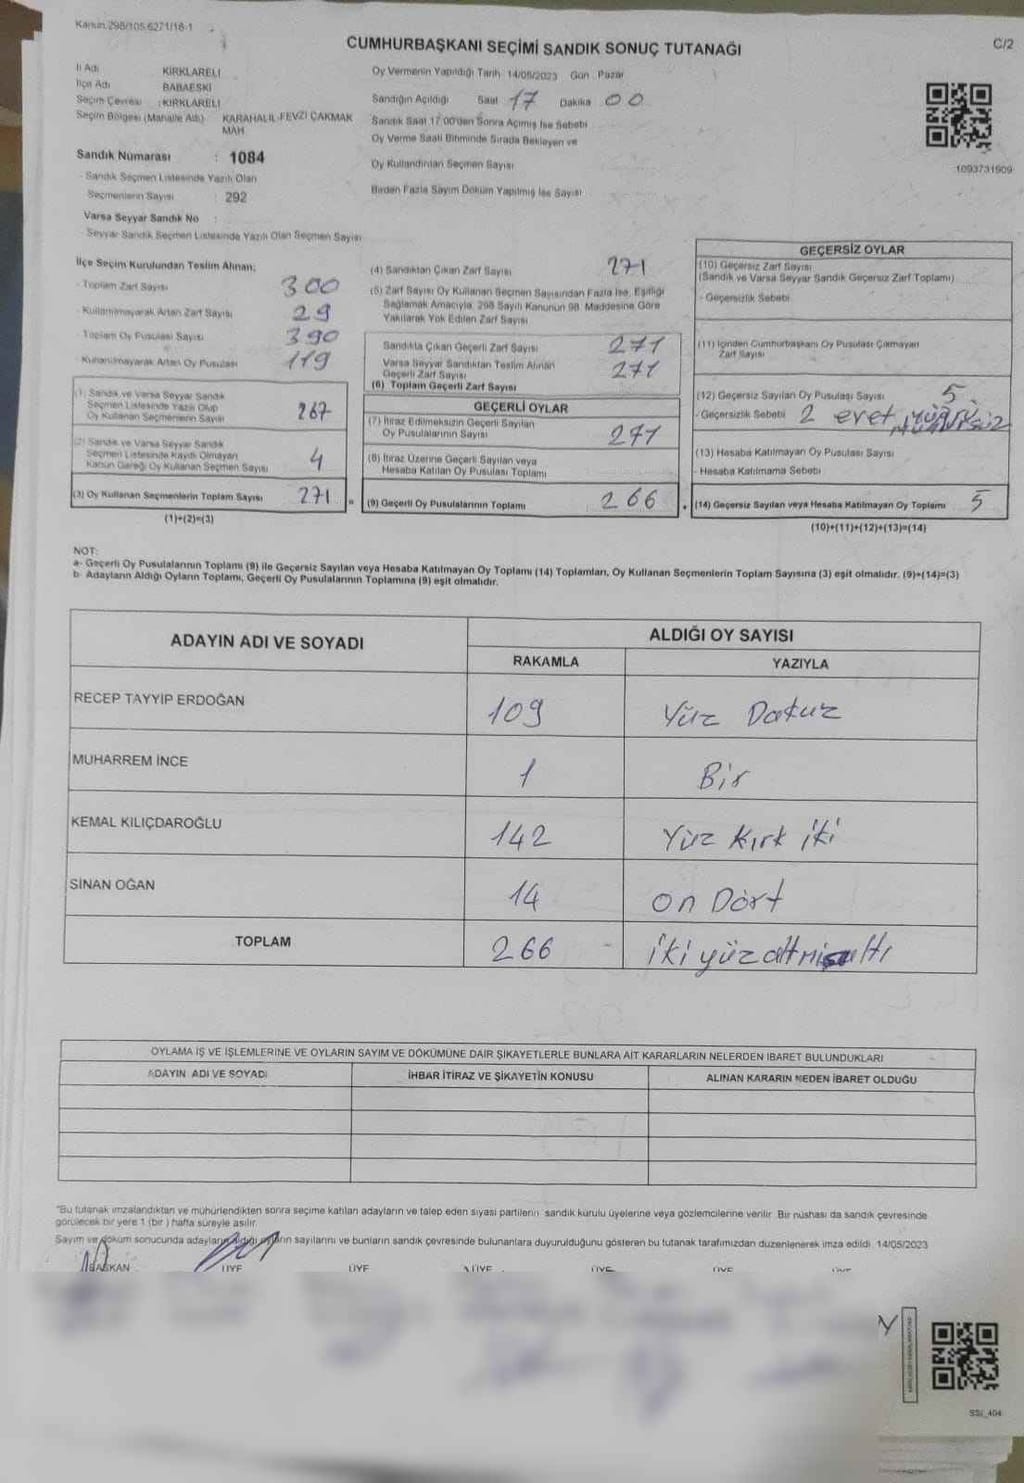 Kanun.298/105.6271/16-1
CUMHURBAŞKANI SEÇİMİ SANDIK SONUÇ TUTANAĞI
C/2
İl Adı KIRKLARELİ
İlçe Adı BABAESKİ
Seçim Çevresi : KIRKLARELİ
Seçim Bölgesi (Mahalle Adı) KARAHALİL-FEVZİ ÇAKMAK MAH
Sandık Numarası : 1084
- Sandık Seçmen Listesinde Yazılı Olan
Seçmenlerin Sayısı 292
Varsa Seyyar Sandık No :
- Seyyar Sandık Seçmen Listesinde Yazılı Olan Seçmen Sayısı
Oy Vermenin Yapıldığı Tarih 14/05/2023 Gün Pazar
Sandığın Açıldığı Saat 17 Dakika 00
Sandık Saat 17:00'den Sonra Açılmış İse Sebebi
Oy Verme Saati Bitiminde Sırada Bekleyen ve
Oy Kullandırılan Seçmen Sayısı
Birden Fazla Sayım Döküm Yapılmış İse Sayısı
1093731909
İlçe Seçim Kurulundan Teslim Alınan;
- Toplam Zarf Sayısı 300
- Kullanılmayarak Artan Zarf Sayısı 29
- Toplam Oy Pusulası Sayısı 390
- Kullanılmayarak Artan Oy Pusulası 119
(1) Sandık ve Varsa Seyyar Sandık
Seçmen Listesinde Yazılı Olup
Oy Kullanan Seçmenlerin Sayısı 267
(2) Sandık ve Varsa Seyyar Sandık
Seçmen Listesinde Kayıtlı Olmayan
Kanun Gereği Oy Kullanan Seçmen Sayısı 4
(3) Oy Kullanan Seçmenlerin Toplam Sayısı 271 =
(1)+(2)=(3)
(4) Sandıktan Çıkan Zarf Sayısı 271
(5) Zarf Sayısı Oy Kullanan Seçmen Sayısından Fazla İse, Eşitliği
Sağlamak Amacıyla, 298 Sayılı Kanunun 98. Maddesine Göre
Yakılarak Yok Edilen Zarf Sayısı
Sandıkta Çıkan Geçerli Zarf Sayısı 271
Varsa Seyyar Sandıktan Teslim Alınan
Geçerli Zarf Sayısı 271
(6) Toplam Geçerli Zarf Sayısı
GEÇERLİ OYLAR
(7) İtiraz Edilmeksizin Geçerli Sayılan
Oy Pusulalarının Sayısı 271
(8) İtiraz Üzerine Geçerli Sayılan veya
Hesaba Katılan Oy Pusulası Toplamı
(9) Geçerli Oy Pusulalarının Toplamı 266
GEÇERSİZ OYLAR
(10) Geçersiz Zarf Sayısı
(Sandık ve Varsa Seyyar Sandık Geçersiz Zarf Toplamı)
- Geçersizlik Sebebi
(11) İçinden Cumhurbaşkanı Oy Pusulası Çıkmayan
Zarf Sayısı
(12) Geçersiz Sayılan Oy Pusulası Sayısı 5
- Geçersizlik Sebebi 2 evet,
(13) Hesaba Katılmayan Oy Pusulası Sayısı
- Hesaba Katılmama Sebebi
(14) Geçersiz Sayılan veya Hesaba Katılmayan Oy Toplamı 5
(10)+(11)+(12)+(13)=(14)
NOT:
a- Geçerli Oy Pusulalarının Toplamı (9) ile Geçersiz Sayılan veya Hesaba Katılmayan Oy Toplamı (14) Toplamları, Oy Kullanan Seçmenlerin Toplam Sayısına (3) eşit olmalıdır. (9)+(14)=(3)
b- Adayların Aldığı Oyların Toplamı, Geçerli Oy Pusulalarının Toplamına (9) eşit olmalıdır.
ADAYIN ADI VE SOYADI
ALDIĞI OY SAYISI
RAKAMLA YAZIYLA
RECEP TAYYİP ERDOĞAN 109 Yüz Dokuz
MUHARREM İNCE 1 Bir
KEMAL KILIÇDAROĞLU 142 Yüz Kırk iki
SİNAN OĞAN 14 on Dört
TOPLAM 266 iki yüz altmış altı
OYLAMA İŞ VE İŞLEMLERİNE VE OYLARIN SAYIM VE DÖKÜMÜNE DAİR ŞİKAYETLERLE BUNLARA AİT KARARLARIN NELERDEN İBARET BULUNDUKLARI
ADAYIN ADI VE SOYADI İHBAR İTİRAZ VE ŞİKAYETİN KONUSU ALINAN KARARIN NEDEN İBARET OLDUĞU
"Bu tutanak imzalandıktan ve mühürlendikten sonra seçime katılan adayların ve talep eden siyasi partilerin sandık kurulu üyelerine veya gözlemcilerine verilir. Bir nüshası da sandık çevresinde
görülecek bir yere 1 (bir ) hafta süreyle asılır.
Sayım ve döküm sonucunda adayların aldığı oyların sayılarını ve bunların sandık çevresinde bulunanlara duyurulduğunu gösteren bu tutanak tarafımızdan düzenlenerek imza edildi. 14/05/2023
BAŞKAN ÜYE ÜYE ÜYE ÜYE ÜYE ÜYE
SSI_404